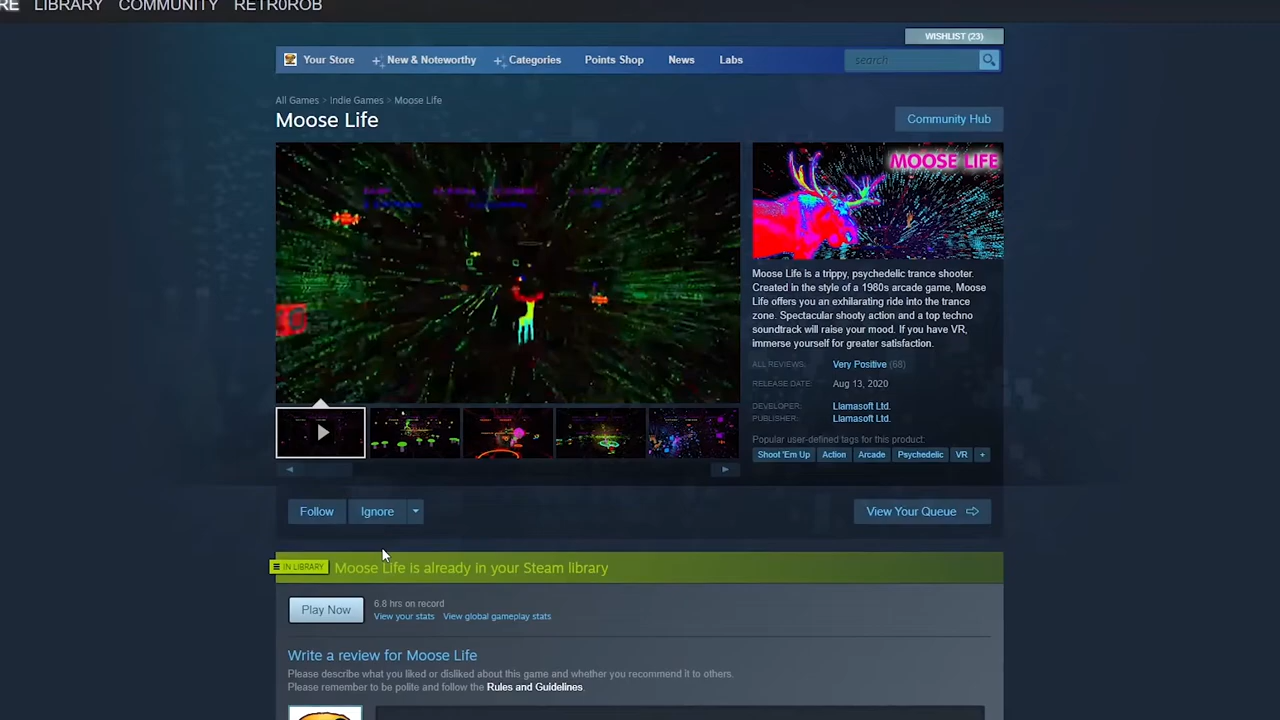 RE LIBRARY COMMUNITY RETR0ROB
WISHLIST (23)
Your Store New & Noteworthy Categories Points Shop News Labs search
All Games > Indie Games > Moose Life
Moose Life
Community Hub
MOOSE LIFE
Moose Life is a trippy, psychedelic trance shooter.
Created in the style of a 1980s arcade game, Moose
Life offers you an exhilarating ride into the trance
zone. Spectacular shooty action and a top techno
soundtrack will raise your mood. If you have VR,
immerse yourself for greater satisfaction.
ALL REVIEWS: Very Positive (68)
RELEASE DATE: Aug 13, 2020
DEVELOPER: Llamasoft Ltd.
PUBLISHER: Llamasoft Ltd.
Popular user-defined tags for this product:
Shoot 'Em Up Action Arcade Psychedelic VR +
Follow Ignore View Your Queue
IN LIBRARY Moose Life is already in your Steam library
Play Now
6.8 hrs on record
View your stats View global gameplay stats
Write a review for Moose Life
Please describe what you liked or disliked about this game and whether you recommend it to others.
Please remember to be polite and follow the Rules and Guidelines.